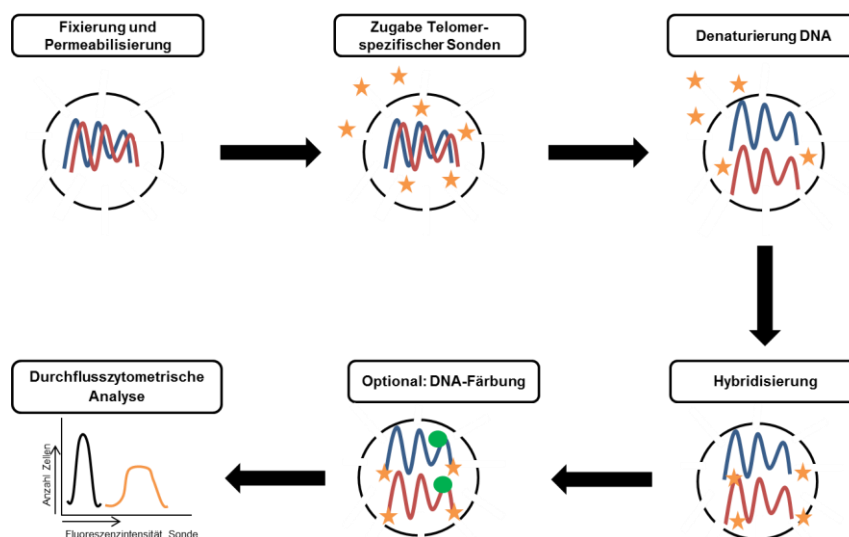 Fixierung und
Permeabilisierung
Zugabe Telomer-
spezifischer Sonden
Denaturierung DNA
Hybridisierung
Optional: DNA-Färbung
Durchflusszytometrische
Analyse
Anzahl Zellen
Fluoreszenzintensität Sonde